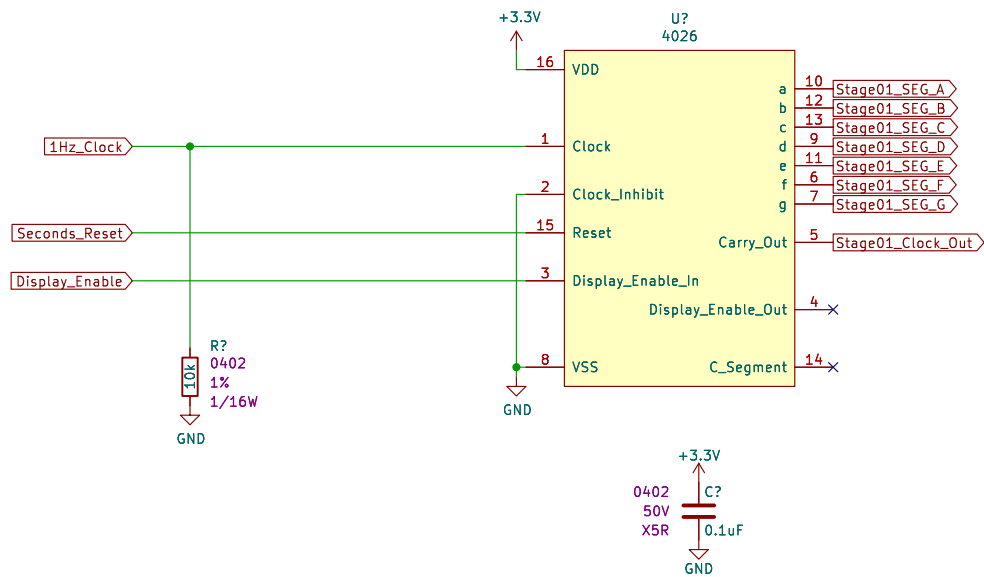 +3.3V
U?
4026
16 VDD
a 10 Stage01_SEG_A
b 12 Stage01_SEG_B
c 13 Stage01_SEG_C
1Hz_Clock 1 Clock d 9 Stage01_SEG_D
e 11 Stage01_SEG_E
f 6 Stage01_SEG_F
2 Clock_Inhibit
g 7 Stage01_SEG_G
Seconds_Reset 15 Reset
Carry_Out 5 Stage01_Clock_Out
Display_Enable 3 Display_Enable_In
Display_Enable_Out 4
R?
0402
10k
1%
1/16W
GND
8 VSS
C_Segment 14
GND
+3.3V
0402 C?
50V
X5R 0.1uF
GND